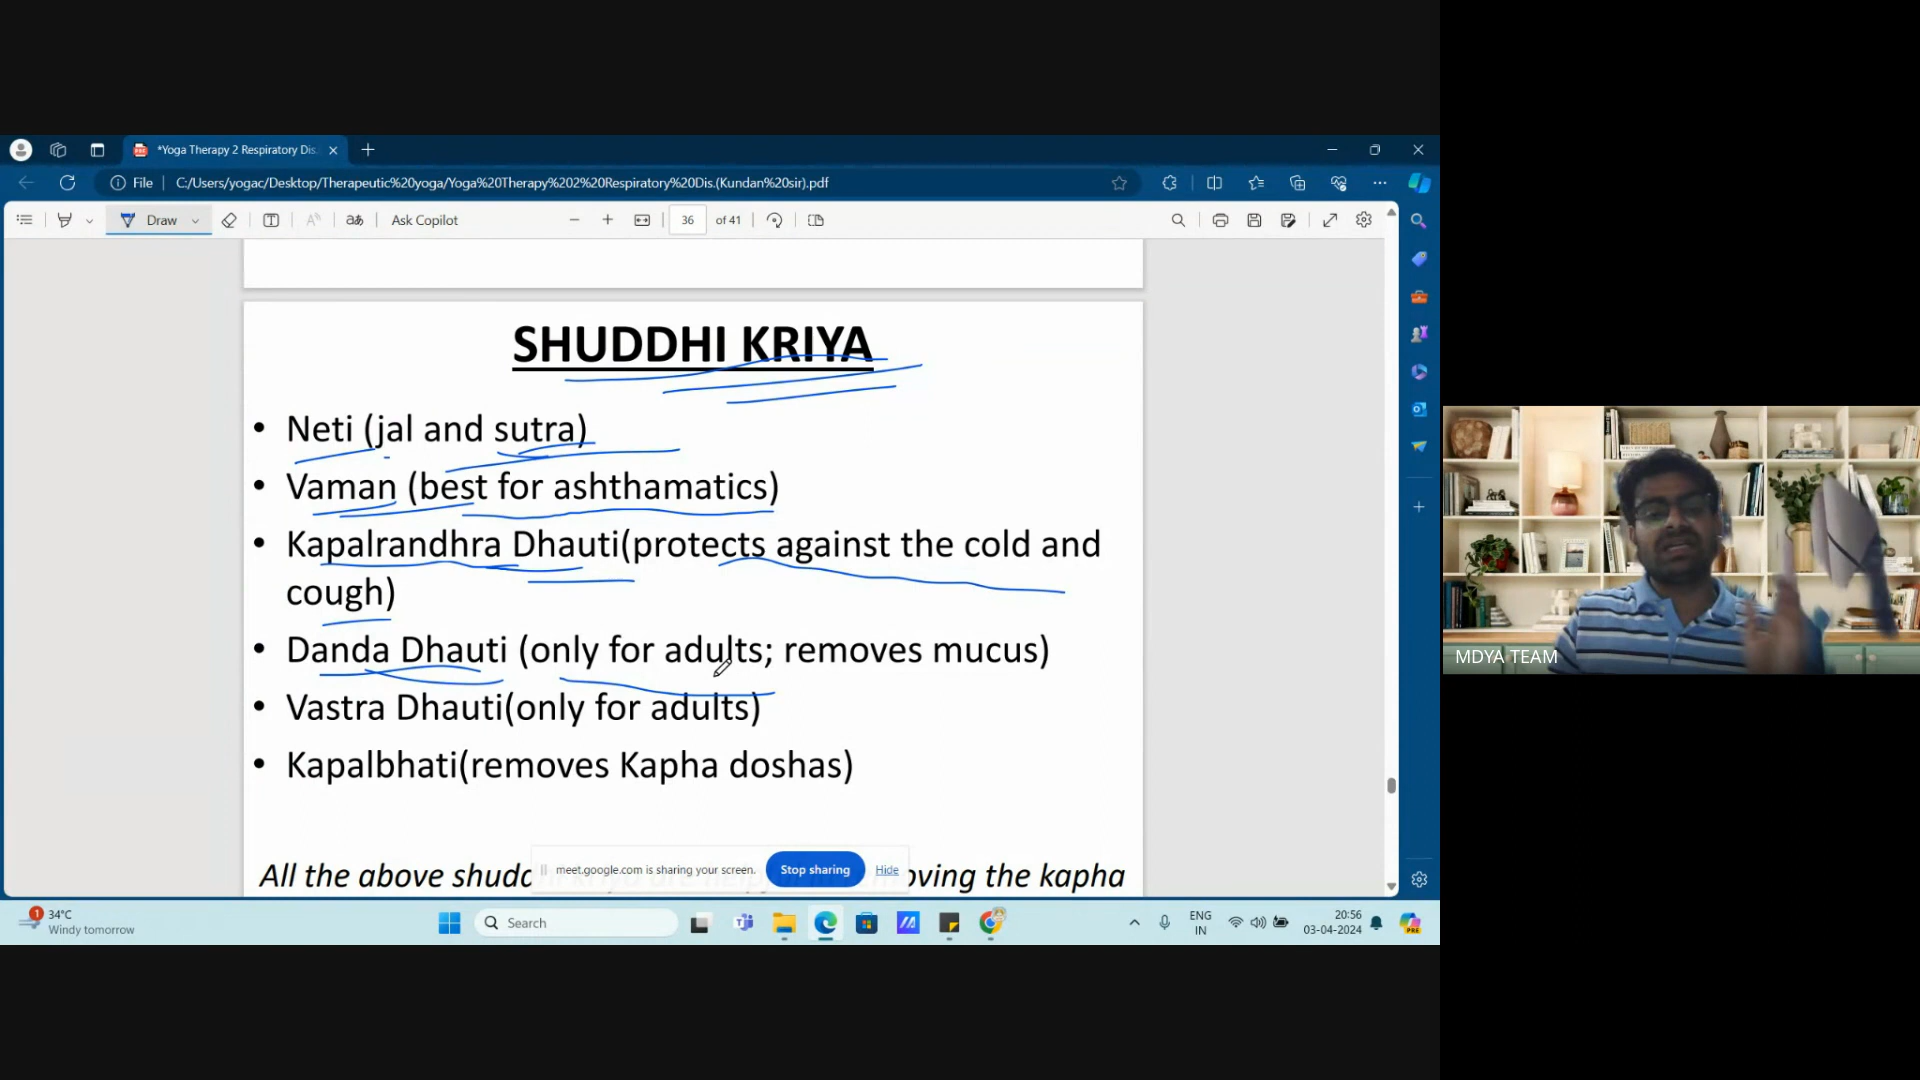 *Yoga Therapy 2 Respiratory Dis.
File
C:/Users/yogac/Desktop/Therapeutic%20yoga/Yoga%20Therapy%202%20Respiratory%20Dis.(Kundan%20sir).pdf
Draw
Ask Copilot
36 of 41
SHUDDHI KRIYA
• Neti (jal and sutra)
• Vaman (best for ashthamatics)
• Kapalrandhra Dhauti(protects against the cold and
cough)
• Danda Dhauti (only for adults; removes mucus)
• Vastra Dhauti(only for adults)
• Kapalbhati(removes Kapha doshas)
All the above the kapha
meet.google.com is sharing your screen.
Stop sharing
Hide
MDYA TEAM
1
34°C
Windy tomorrow
Search
ENG
IN
20:56
03-04-2024
PRE